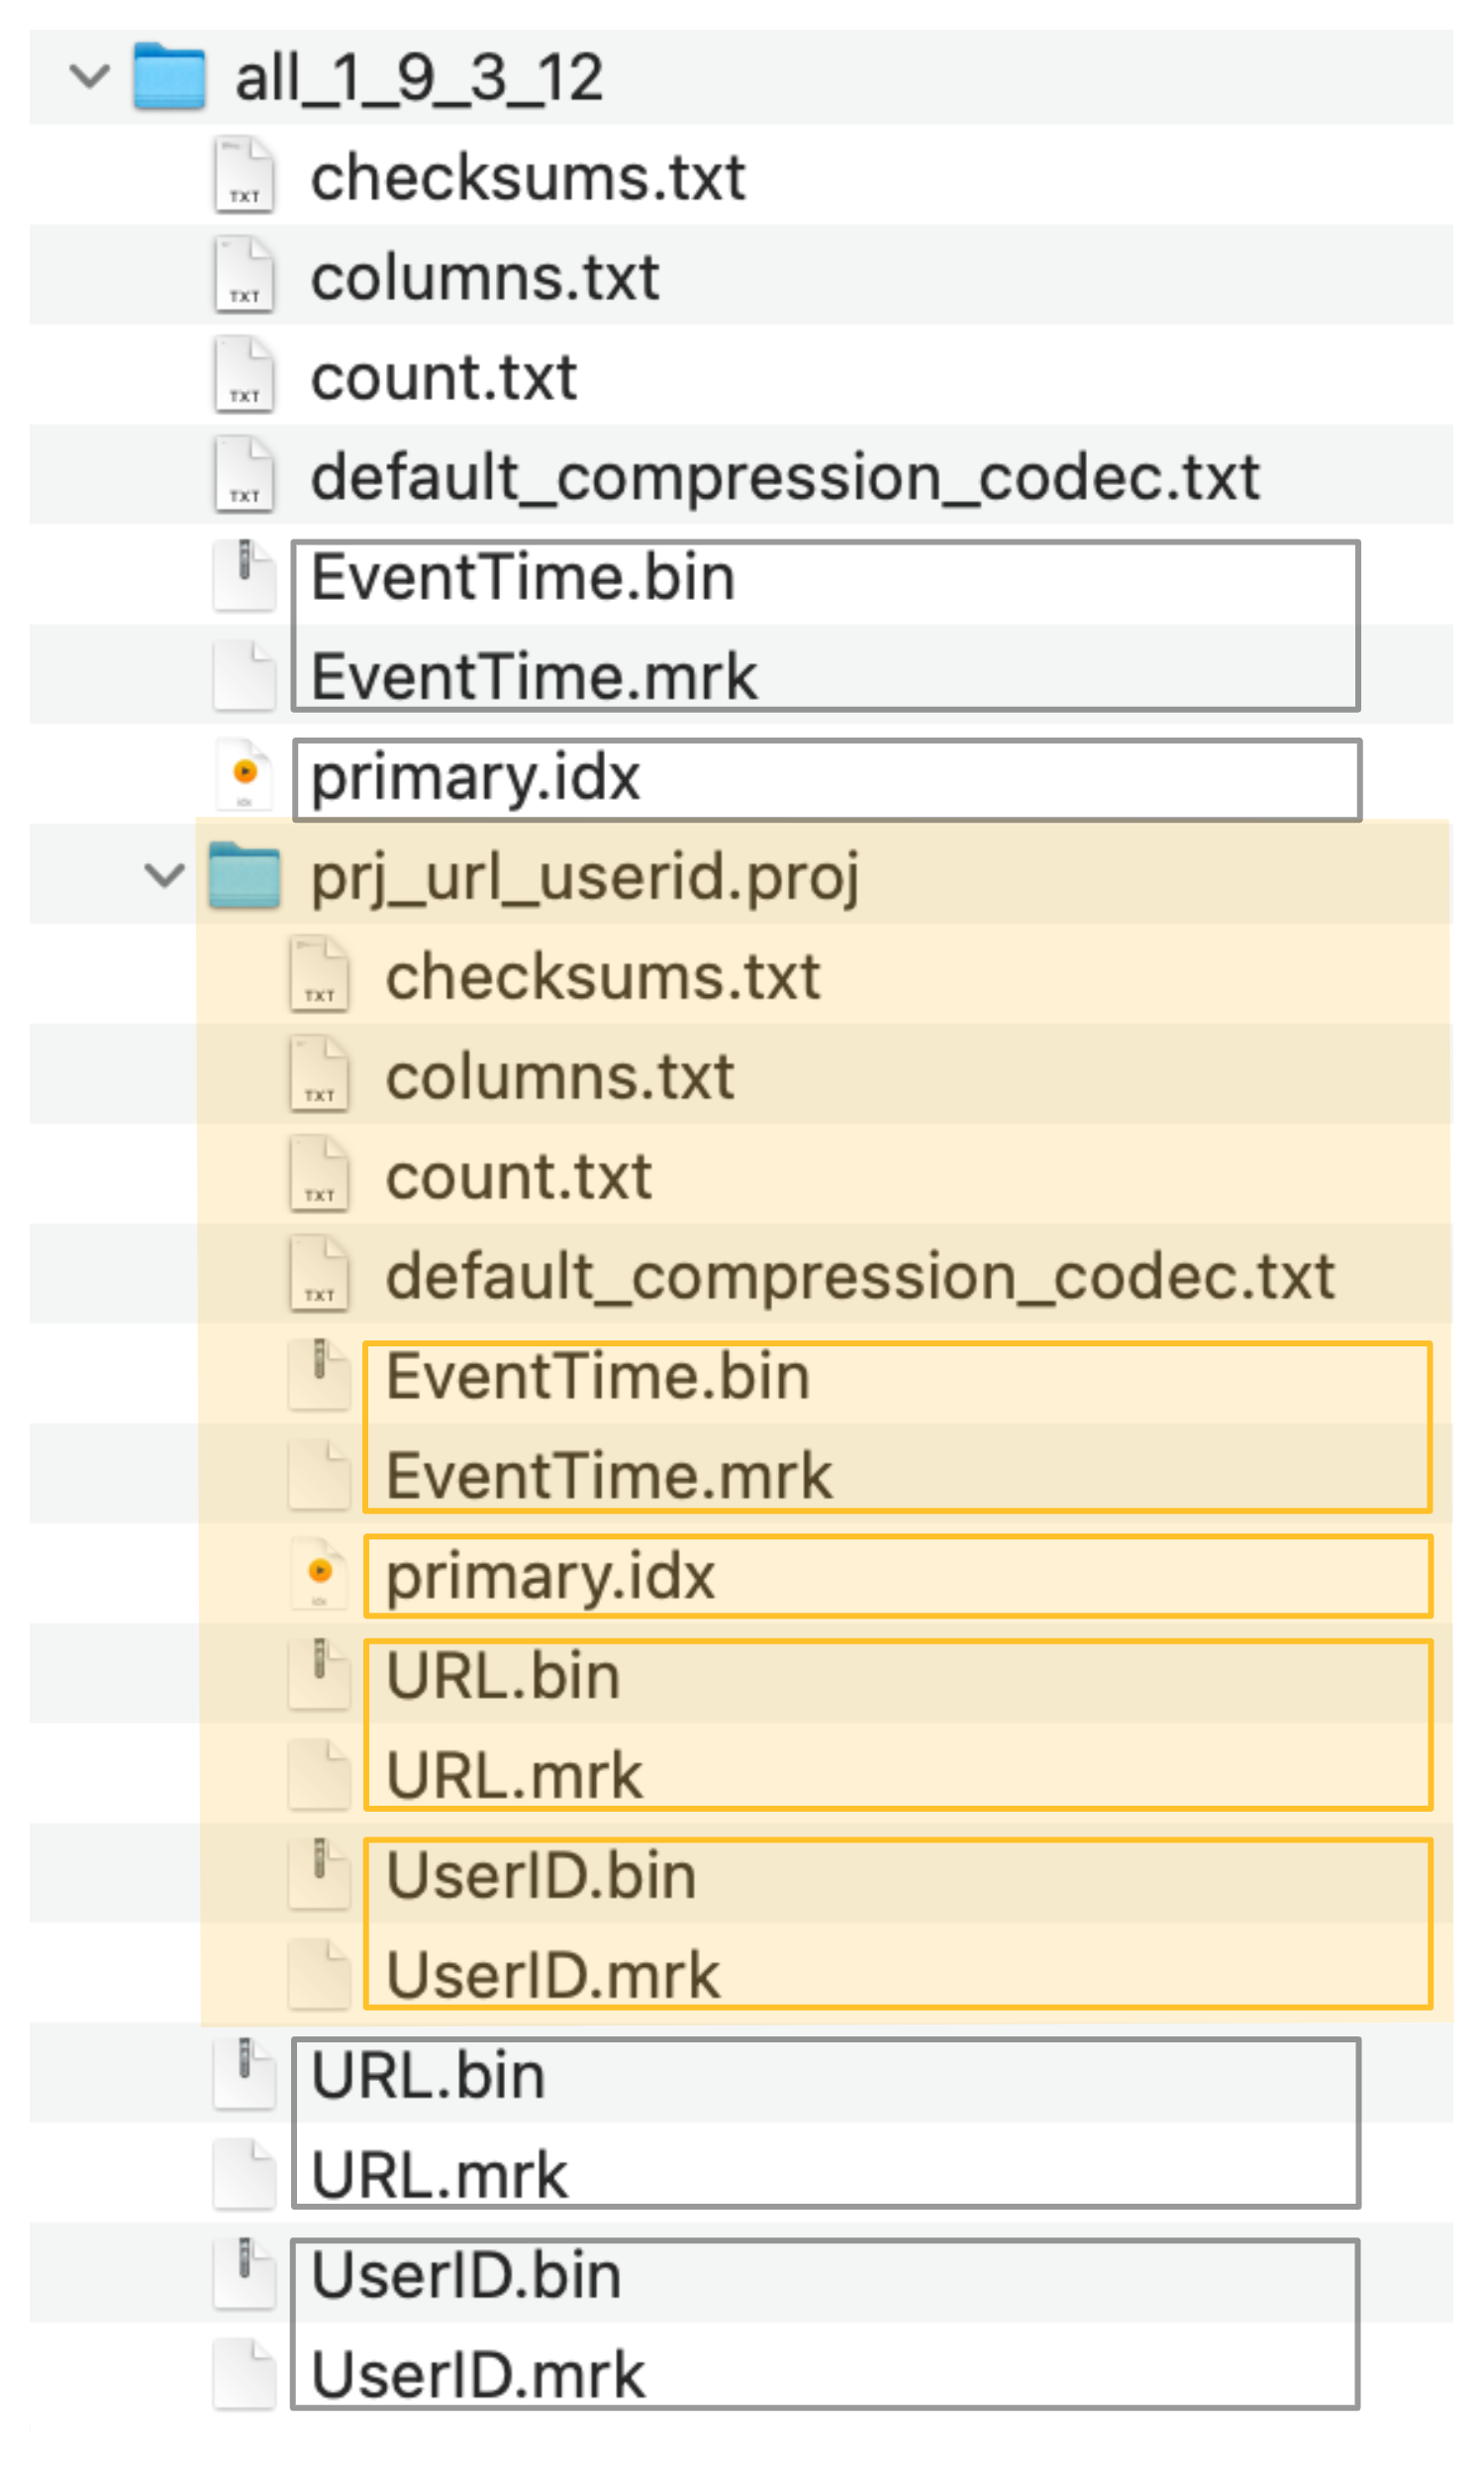 all_1_9_3_12
TXT
checksums.txt
TXT
columns.txt
TXT
count.txt
TXT
default_compression_codec.txt
EventTime.bin
EventTime.mrk
idx
primary.idx
prj_url_userid.proj
TXT
checksums.txt
TXT
columns.txt
TXT
count.txt
TXT
default_compression_codec.txt
EventTime.bin
EventTime.mrk
idx
primary.idx
URL.bin
URL.mrk
UserID.bin
UserID.mrk
URL.bin
URL.mrk
UserID.bin
UserID.mrk